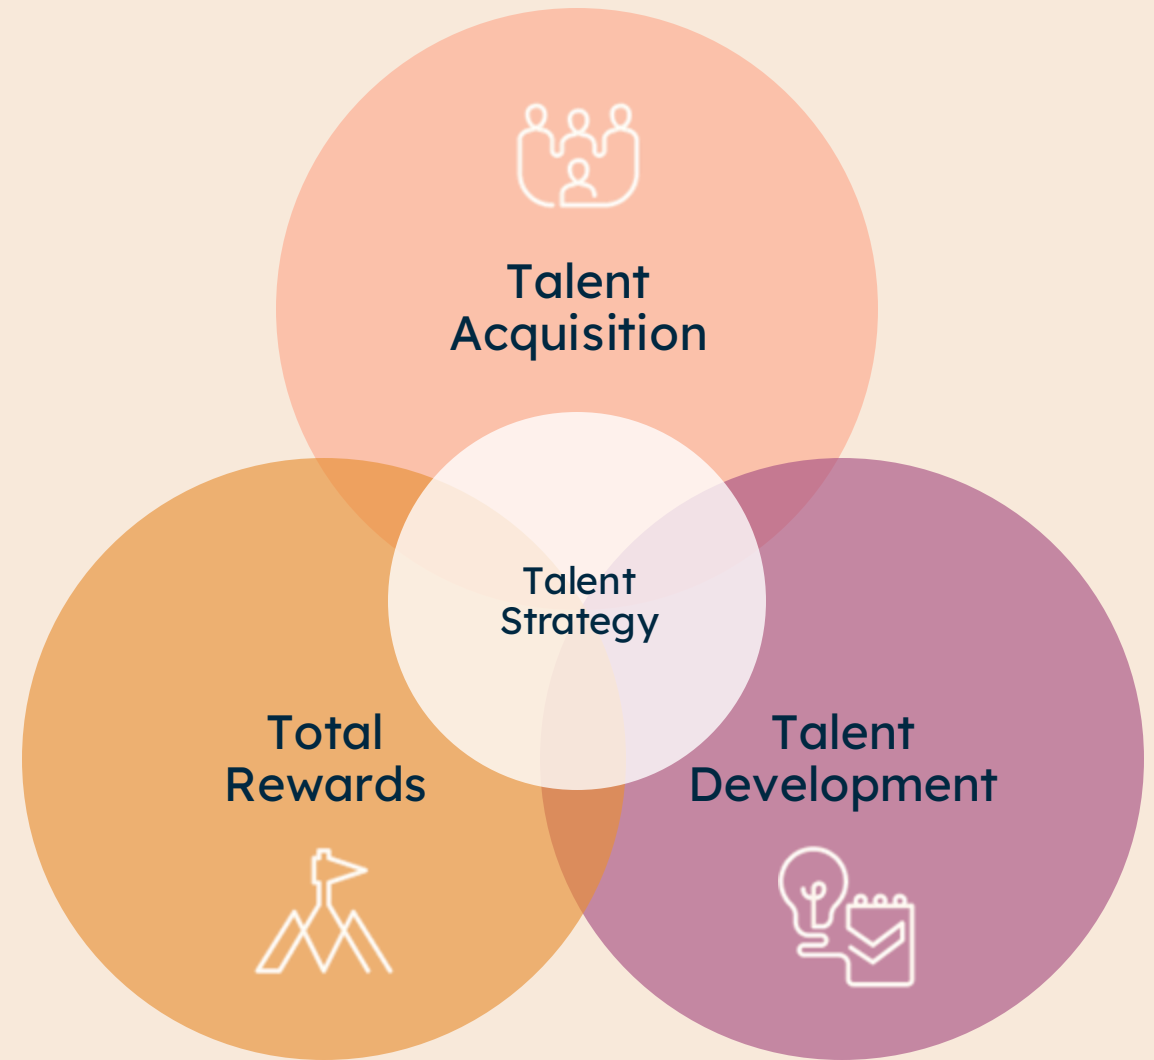 Talent
Acquisition
Talent
Strategy
Total
Rewards
Talent
Development